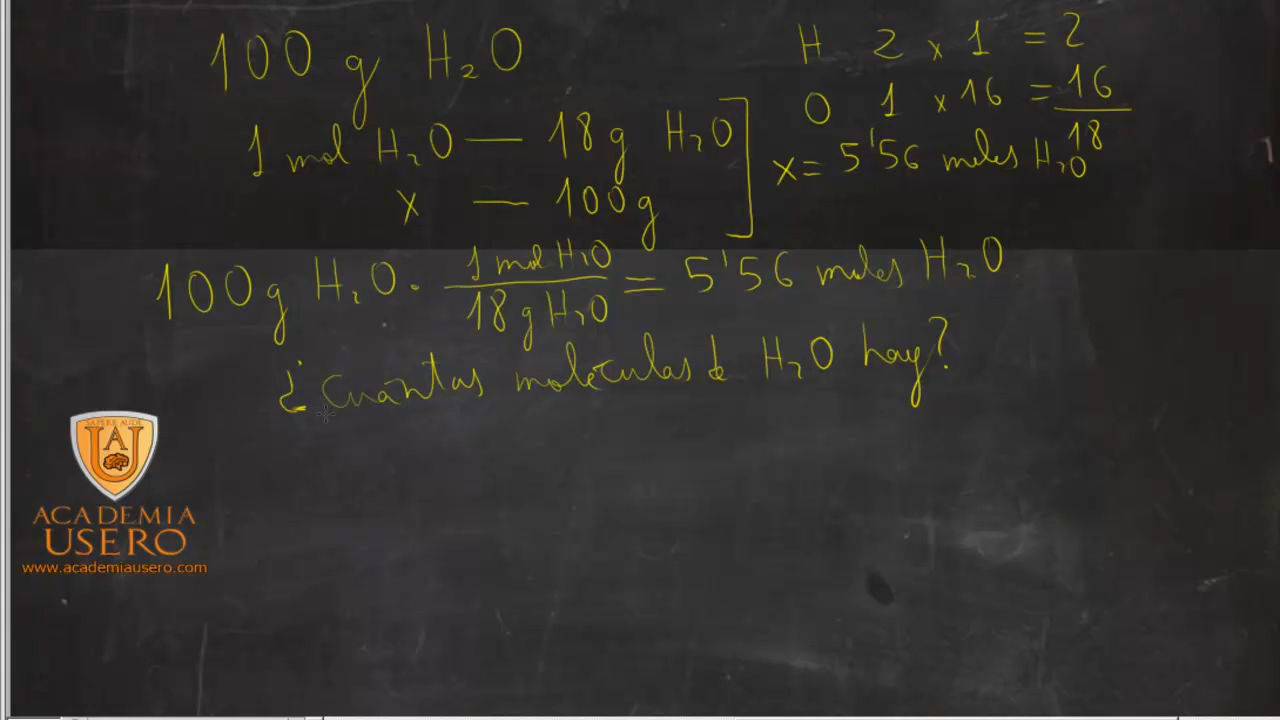 100 g H₂O
H 2 x 1 = 2
O 1 x 16 = 16
18
1 mol H₂O — 18 g H₂O
x — 100 g
x = 5'56 moles H₂O
100 g H₂O · 1 mol H₂O / 18 g H₂O = 5'56 moles H₂O
¿Cuántas moléculas de H₂O hay?
SAPERE AUDE
UA
ACADEMIA
USERO
www.academiausero.com